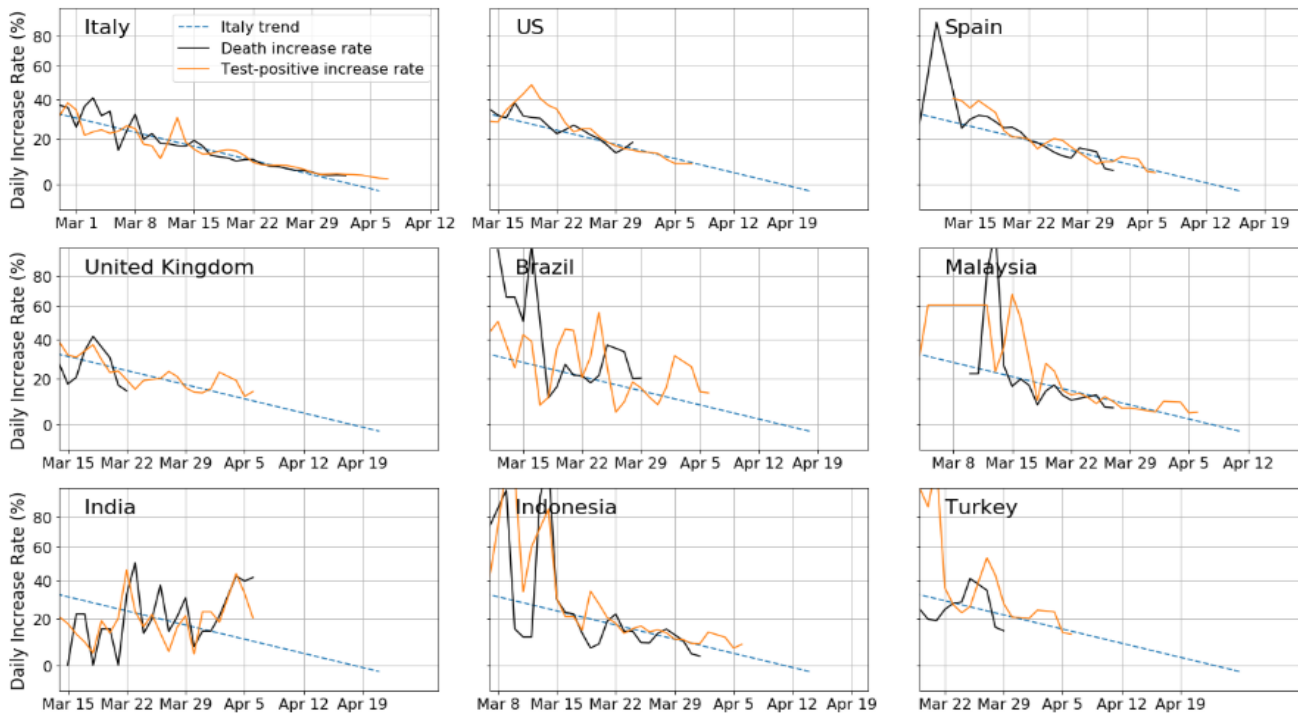 Italy
Italy trend
Death increase rate
Test-positive increase rate
US
Spain
Daily Increase Rate (%)
80
60
40
20
0
Mar 1 Mar 8 Mar 15 Mar 22 Mar 29 Apr 5 Apr 12
Mar 15 Mar 22 Mar 29 Apr 5 Apr 12 Apr 19
Mar 15 Mar 22 Mar 29 Apr 5 Apr 12 Apr 19
United Kingdom
Brazil
Malaysia
Daily Increase Rate (%)
80
60
40
20
0
Mar 15 Mar 22 Mar 29 Apr 5 Apr 12 Apr 19
Mar 15 Mar 22 Mar 29 Apr 5 Apr 12 Apr 19
Mar 8 Mar 15 Mar 22 Mar 29 Apr 5 Apr 12
India
Indonesia
Turkey
Daily Increase Rate (%)
80
60
40
20
0
Mar 15 Mar 22 Mar 29 Apr 5 Apr 12 Apr 19
Mar 8 Mar 15 Mar 22 Mar 29 Apr 5 Apr 12 Apr 19
Mar 22 Mar 29 Apr 5 Apr 12 Apr 19